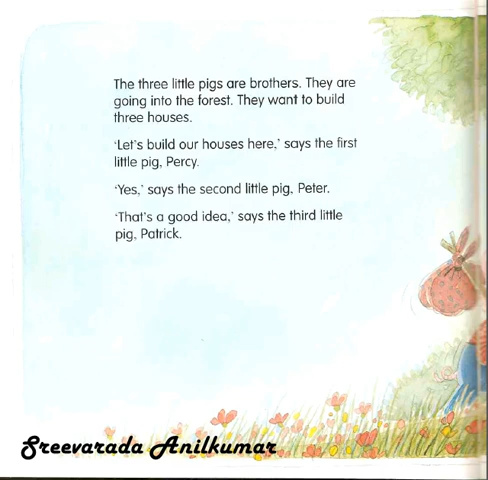 The three little pigs are brothers. They are
going into the forest. They want to build
three houses.
‘Let’s build our houses here,’ says the first
little pig, Percy.
‘Yes,’ says the second little pig, Peter.
‘That’s a good idea,’ says the third little
pig, Patrick.
Sreevarada Anilkumar